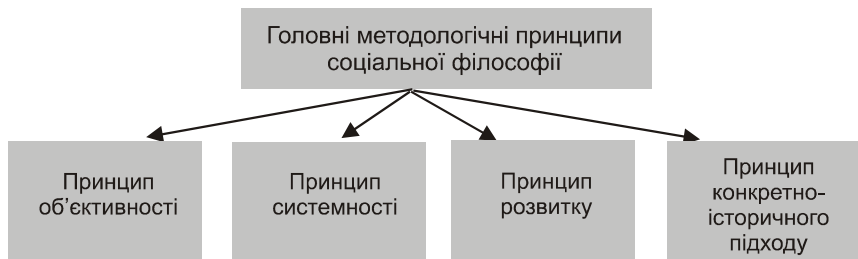 Головні методологічні принципи
соціальної філософії
Принцип
об’єктивності
Принцип
системності
Принцип
розвитку
Принцип
конкретно-
історичного
підходу